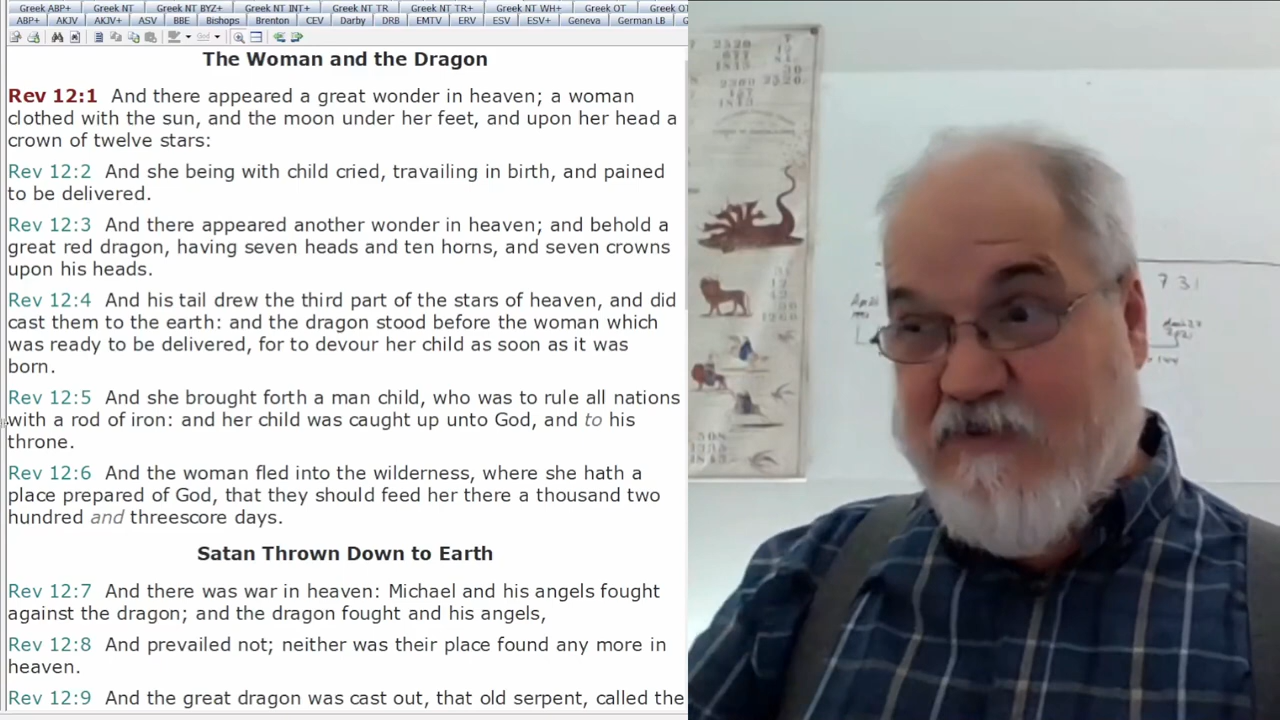 Greek ABP+ Greek NT Greek NT BYZ+ Greek NT INT+ Greek NT TR Greek NT TR+ Greek NT WH+ Greek OT Greek OT
ABP+ AKJV AKJV+ ASV BBE Bishops Brenton CEV Darby DRB EMTV ERV ESV ESV+ Geneva German LB G
The Woman and the Dragon
Rev 12:1 And there appeared a great wonder in heaven; a woman
clothed with the sun, and the moon under her feet, and upon her head a
crown of twelve stars:
Rev 12:2 And she being with child cried, travailing in birth, and pained
to be delivered.
Rev 12:3 And there appeared another wonder in heaven; and behold a
great red dragon, having seven heads and ten horns, and seven crowns
upon his heads.
Rev 12:4 And his tail drew the third part of the stars of heaven, and did
cast them to the earth: and the dragon stood before the woman which
was ready to be delivered, for to devour her child as soon as it was
born.
Rev 12:5 And she brought forth a man child, who was to rule all nations
with a rod of iron: and her child was caught up unto God, and to his
throne.
Rev 12:6 And the woman fled into the wilderness, where she hath a
place prepared of God, that they should feed her there a thousand two
hundred and threescore days.
Satan Thrown Down to Earth
Rev 12:7 And there was war in heaven: Michael and his angels fought
against the dragon; and the dragon fought and his angels,
Rev 12:8 And prevailed not; neither was their place found any more in
heaven.
Rev 12:9 And the great dragon was cast out, that old serpent, called the
2520
677
1843
2520
1260
1335
1843
7 31